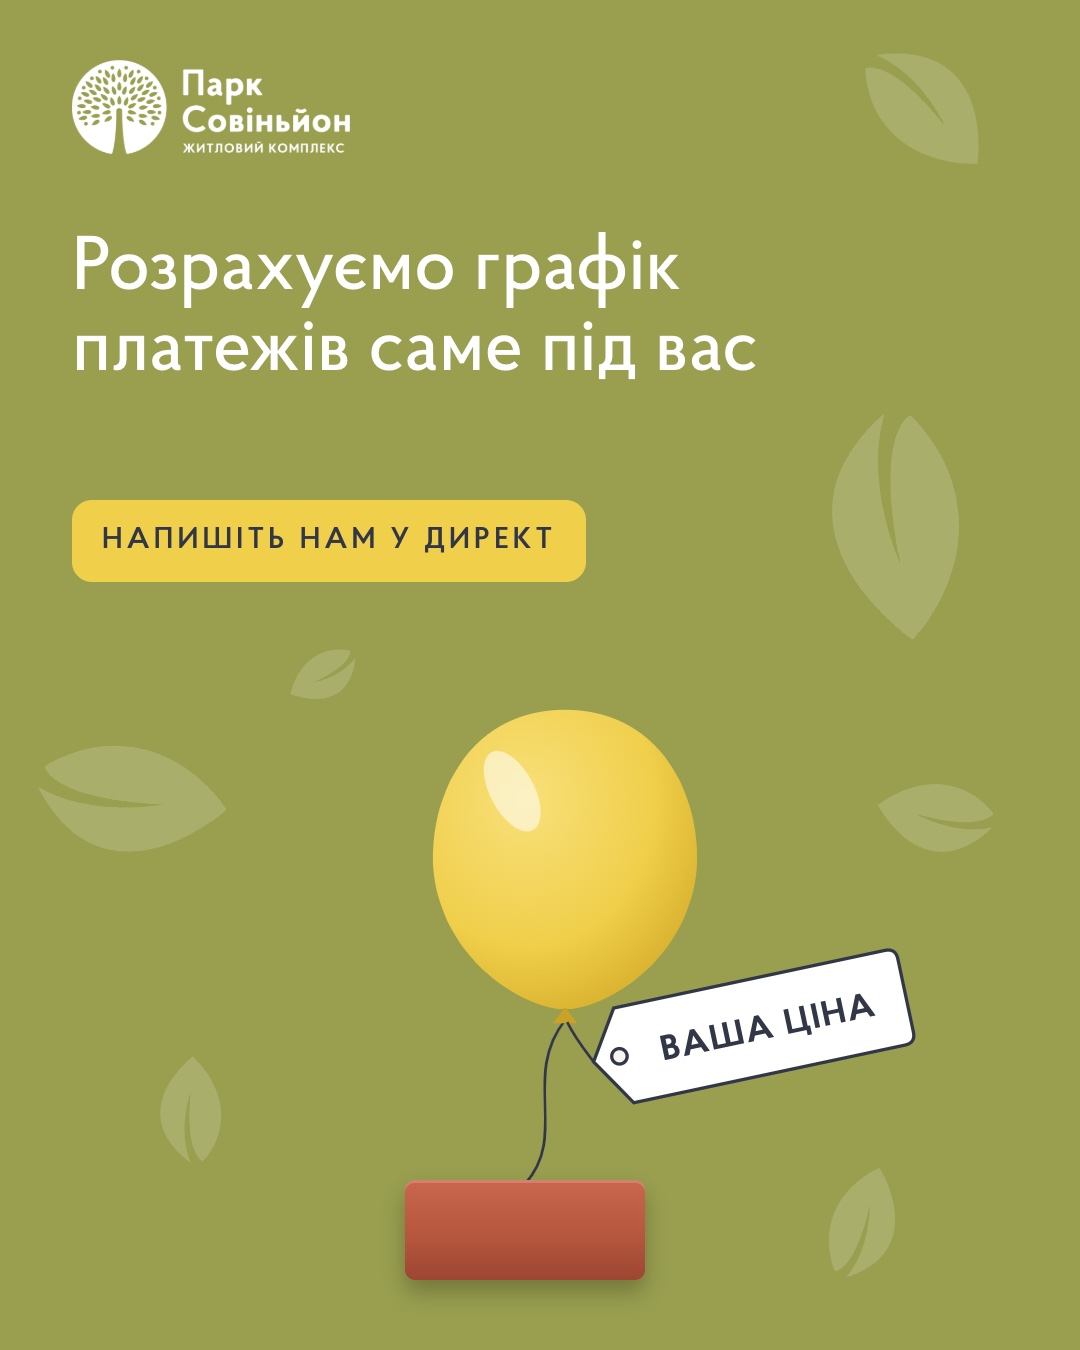 Парк
Совіньйон
ЖИТЛОВИЙ КОМПЛЕКС
Розрахуємо графік
платежів саме під вас
НАПИШІТЬ НАМ У ДИРЕКТ
ВАША ЦІНА